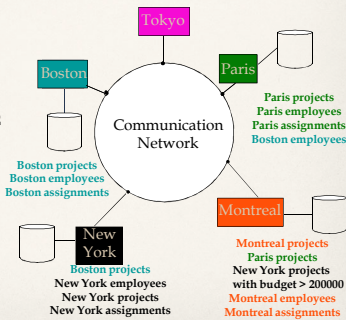 Tokyo
Boston
Paris
Paris projects
Paris employees
Paris assignments
Boston employees
Communication
Network
Boston projects
Boston employees
Boston assignments
Montreal
New
York
Boston projects
New York employees
New York projects
New York assignments
Montreal projects
Paris projects
New York projects
with budget > 200000
Montreal employees
Montreal assignments